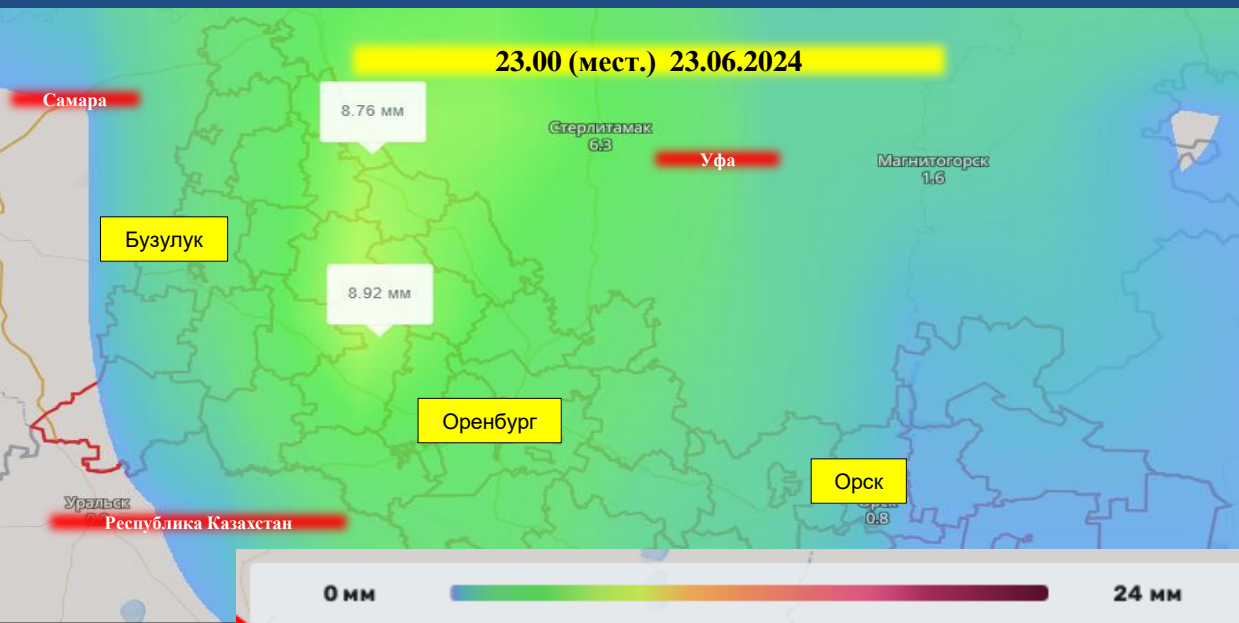 23.00 (мест.) 23.06.2024
Самара
8.76 мм
Стерлитамак
6.3
Уфа
Магнитогорск
1.6
Бузулук
8.92 мм
Оренбург
Орск
0.8
Уральск
Республика Казахстан
0 мм
24 мм